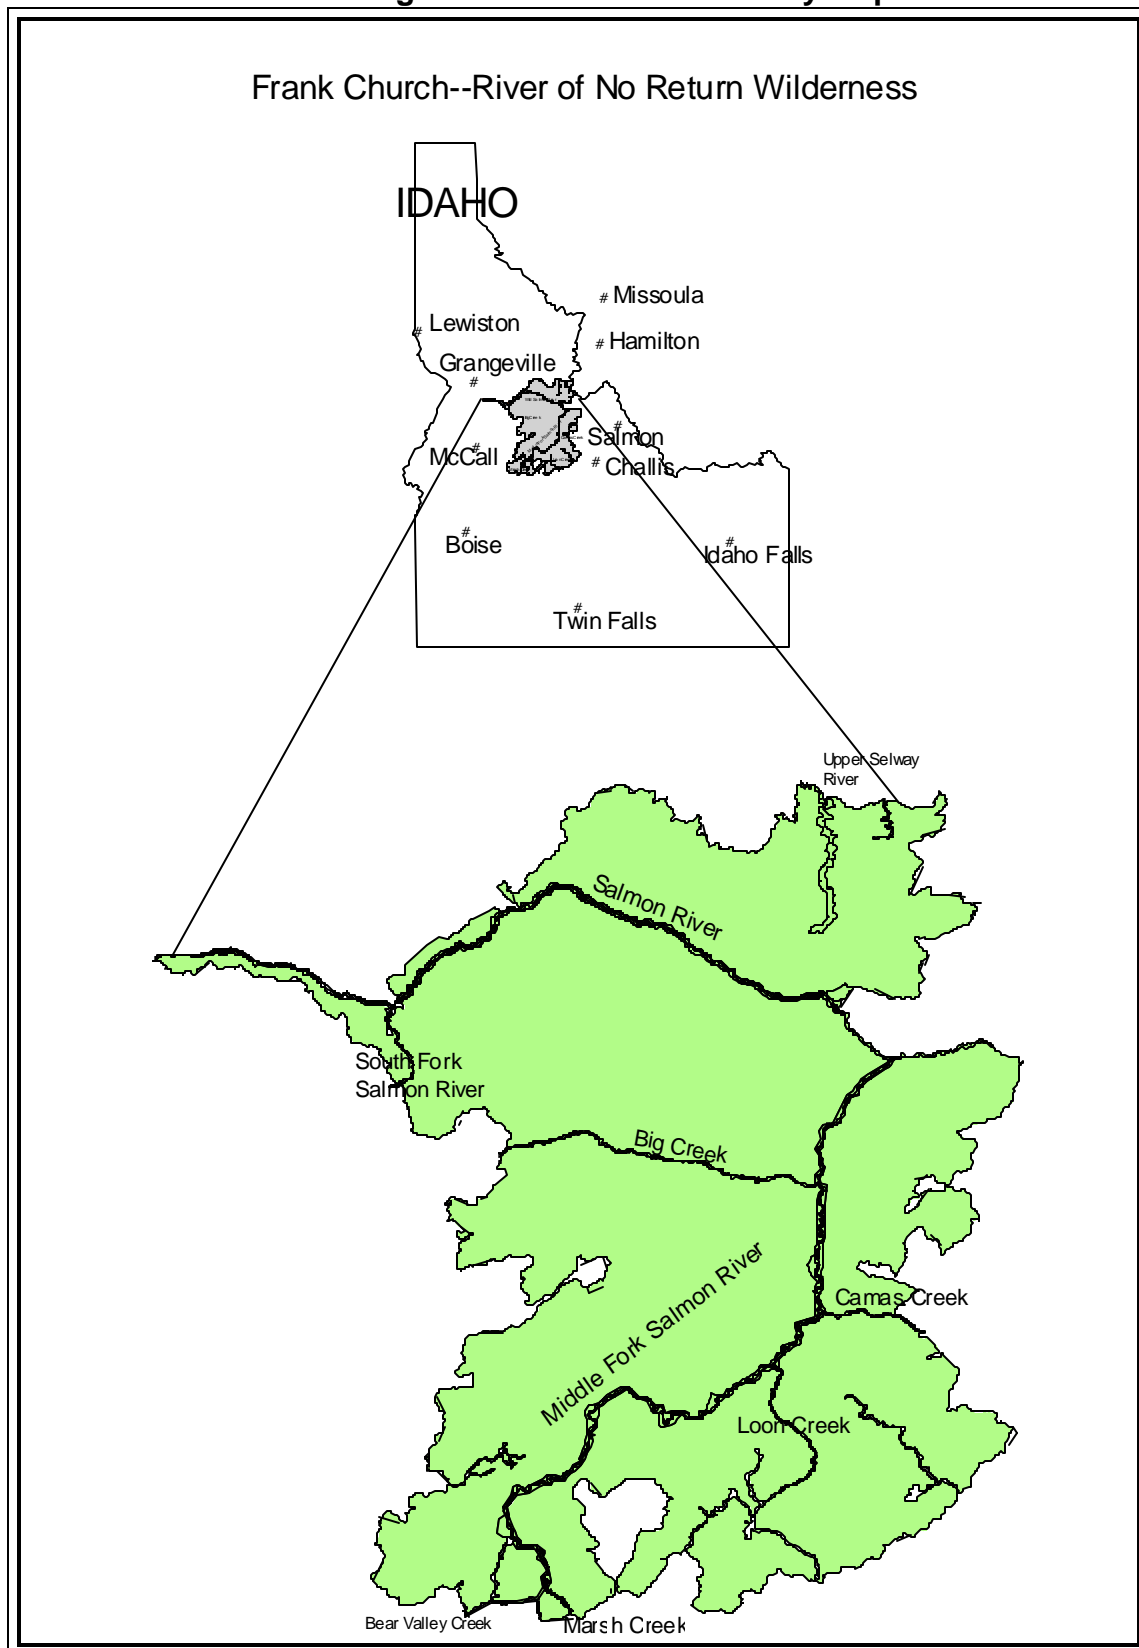 Frank Church--River of No Return Wilderness
IDAHO
# Missoula
# Lewiston
# Hamilton
Grangeville
#
#
Salmon
#
McCall
# Challis
#
Boise
#
Idaho Falls
#
Twin Falls
Upper Selway
River
Salmon River
South Fork
Salmon River
Big Creek
Middle Fork Salmon River
Camas Creek
Loon Creek
Bear Valley Creek
Marsh Creek